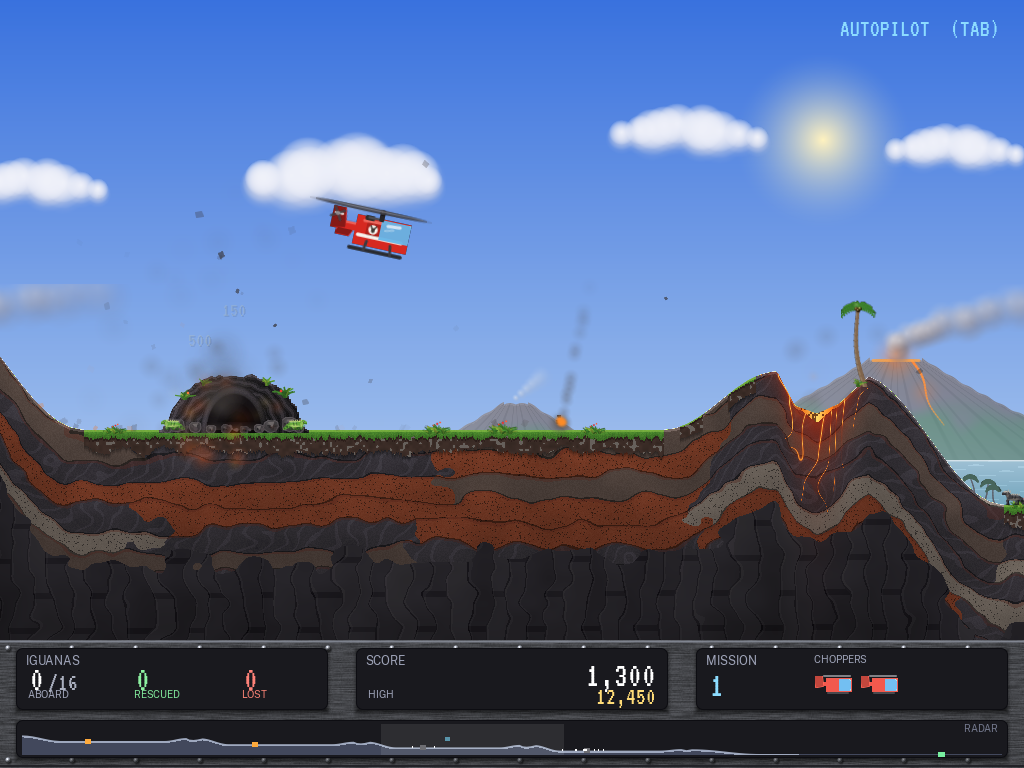 AUTOPILOT (TAB)
150
500
IGUANAS
0/16
ABOARD
0
RESCUED
0
LOST
SCORE
1,300
HIGH
12,450
MISSION
1
CHOPPERS
RADAR